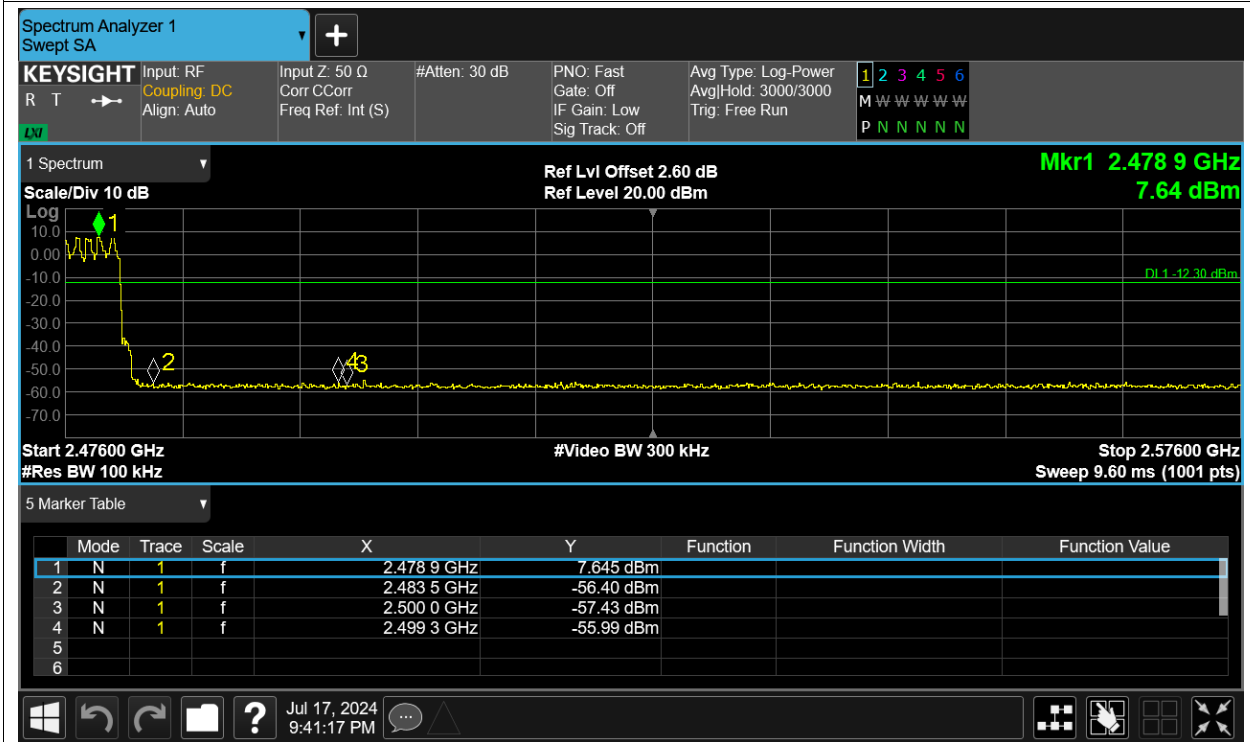 Spectrum Analyzer 1
Swept SA
+
KEYSIGHT Input: RF Input Z: 50 Ω #Atten: 30 dB PNO: Fast Avg Type: Log-Power 1 2 3 4 5 6
R T Coupling: DC Corr CCorr Gate: Off Avg|Hold: 3000/3000 M W W W W W
Align: Auto Freq Ref: Int (S) IF Gain: Low Trig: Free Run
LXI Sig Track: Off P N N N N N
1 Spectrum Ref Lvl Offset 2.60 dB Mkr1 2.478 9 GHz
Scale/Div 10 dB Ref Level 20.00 dBm 7.64 dBm
Log
1
10.0
0.00
-10.0
DL1 -12.30 dBm
-20.0
-30.0
-40.0
2 43
-50.0
-60.0
-70.0
Start 2.47600 GHz #Video BW 300 kHz Stop 2.57600 GHz
#Res BW 100 kHz Sweep 9.60 ms (1001 pts)
5 Marker Table
Mode Trace Scale X Y Function Function Width Function Value
1 N 1 f 2.478 9 GHz 7.645 dBm
2 N 1 f 2.483 5 GHz -56.40 dBm
3 N 1 f 2.500 0 GHz -57.43 dBm
4 N 1 f 2.499 3 GHz -55.99 dBm
5
6
? Jul 17, 2024
9:41:17 PM